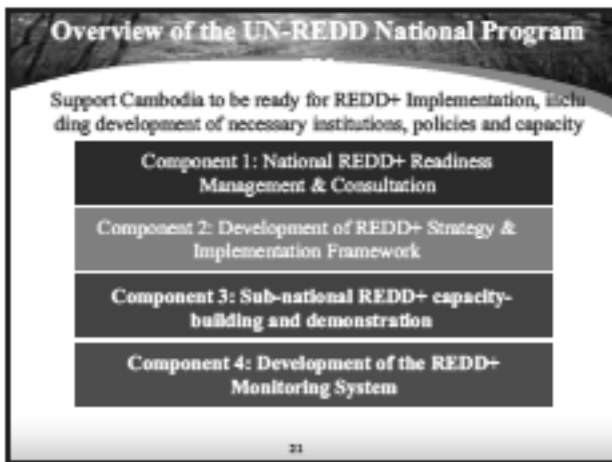 Overview of the UN-REDD National Program
Support Cambodia to be ready for REDD+ Implementation, inclu
ding development of necessary institutions, policies and capacity
Component 1: National REDD+ Readiness
Management & Consultation
Component 2: Development of REDD+ Strategy &
Implementation Framework
Component 3: Sub-national REDD+ capacity-
building and demonstration
Component 4: Development of the REDD+
Monitoring System
21